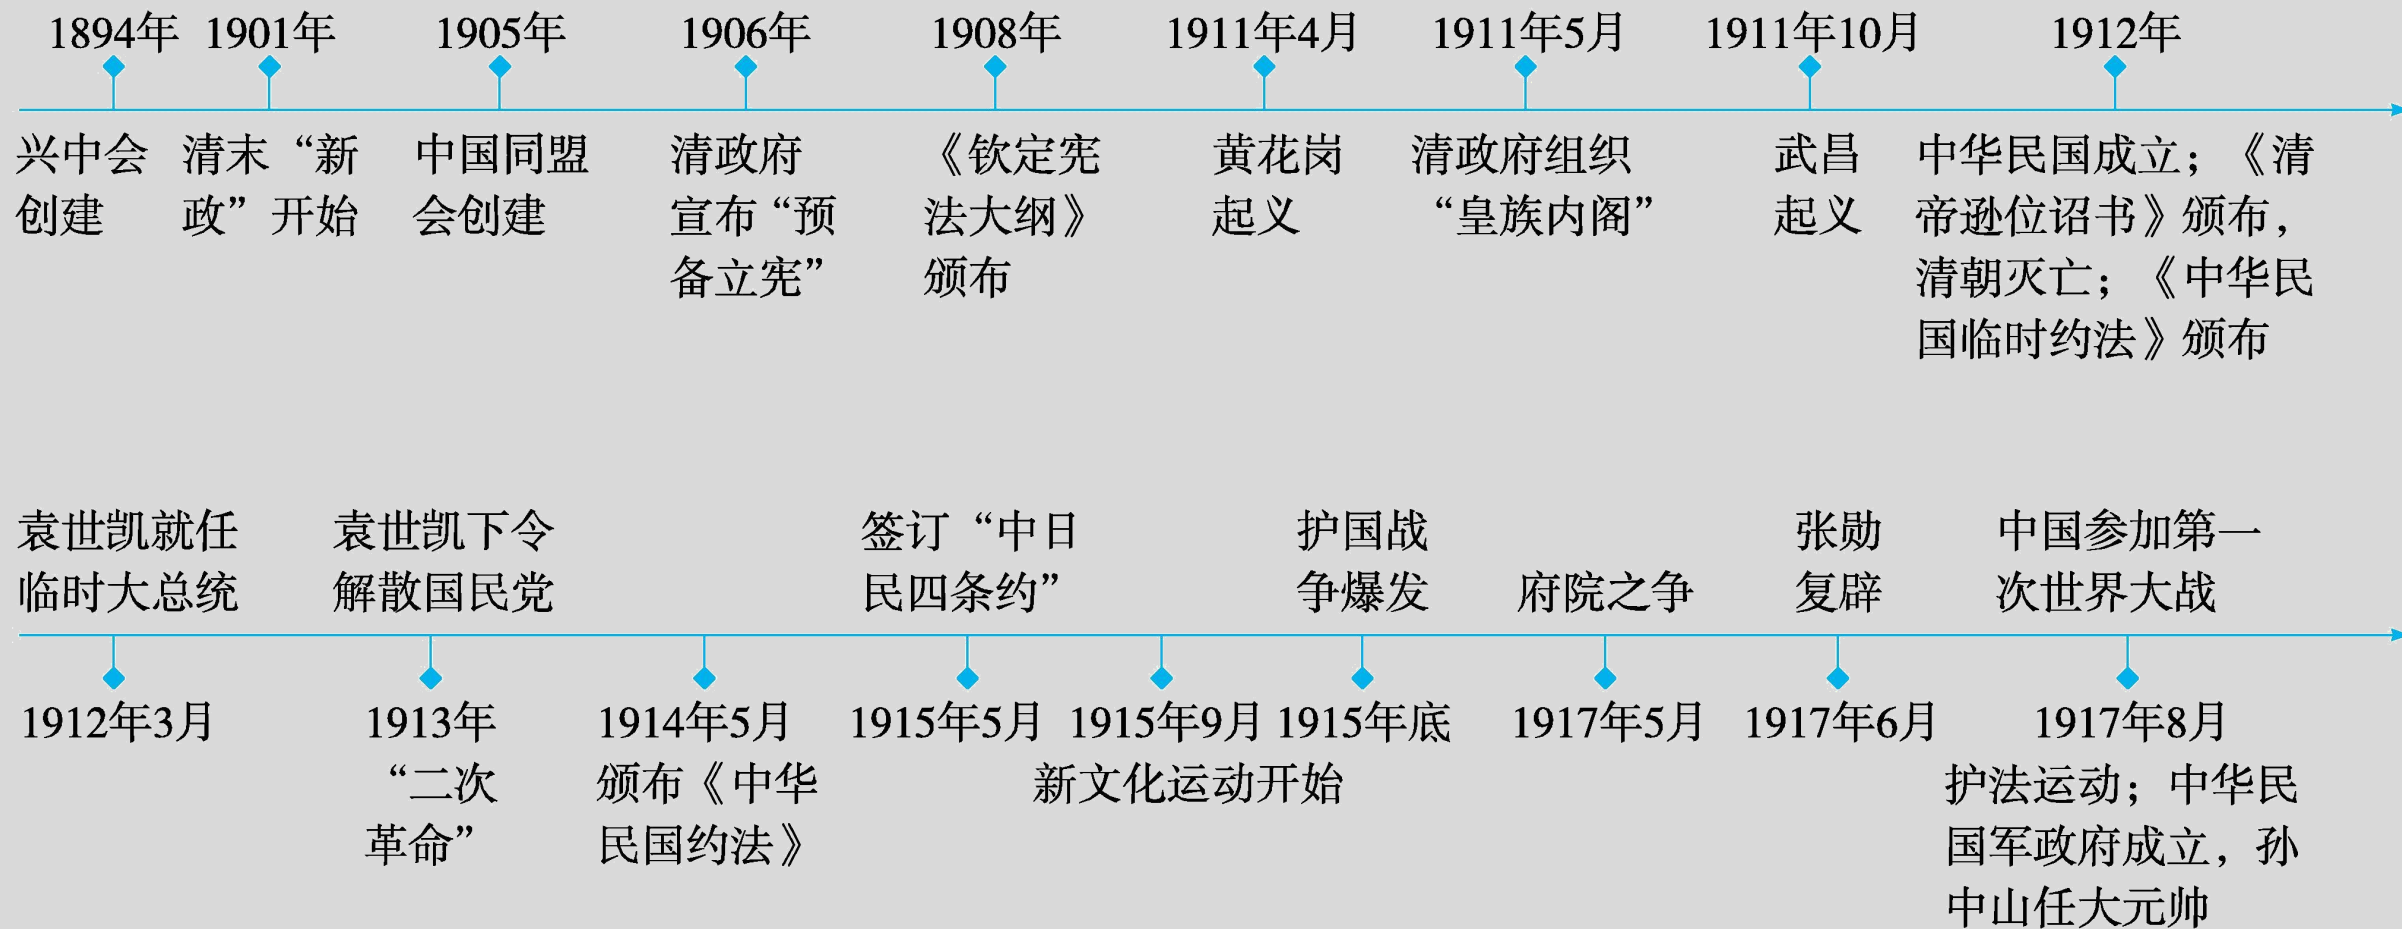 1894年 1901年 1905年 1906年 1908年 1911年4月 1911年5月 1911年10月 1912年
兴中会
创建
清末“新
政”开始
中国同盟
会创建
清政府
宣布“预
备立宪”
《钦定宪
法大纲》
颁布
黄花岗
起义
清政府组织
“皇族内阁”
武昌
起义
中华民国成立；《清
帝逊位诏书》颁布，
清朝灭亡；《中华民
国临时约法》颁布
袁世凯就任
临时大总统
袁世凯下令
解散国民党
签订“中日
民四条约”
护国战
争爆发
府院之争
张勋
复辟
中国参加第一
次世界大战
1912年3月 1913年 1914年5月 1915年5月 1915年9月 1915年底 1917年5月 1917年6月 1917年8月
“二次
革命”
颁布《中华
民国约法》
新文化运动开始
护法运动；中华民
国军政府成立，孙
中山任大元帅